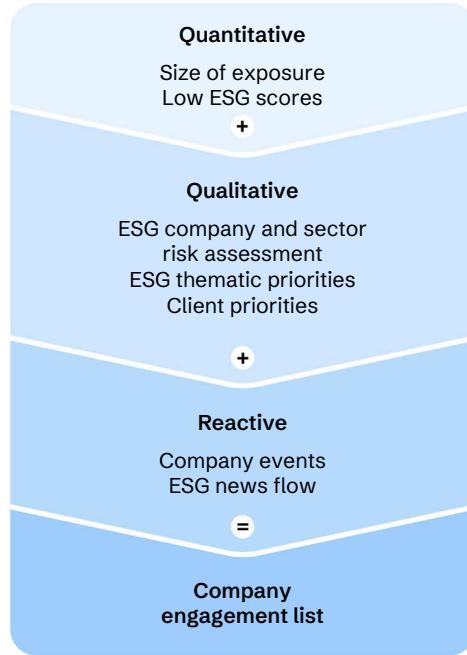 Quantitative
Size of exposure
Low ESG scores
+
Qualitative
ESG company and sector
risk assessment
ESG thematic priorities
Client priorities
+
Reactive
Company events
ESG news flow
=
Company
engagement list